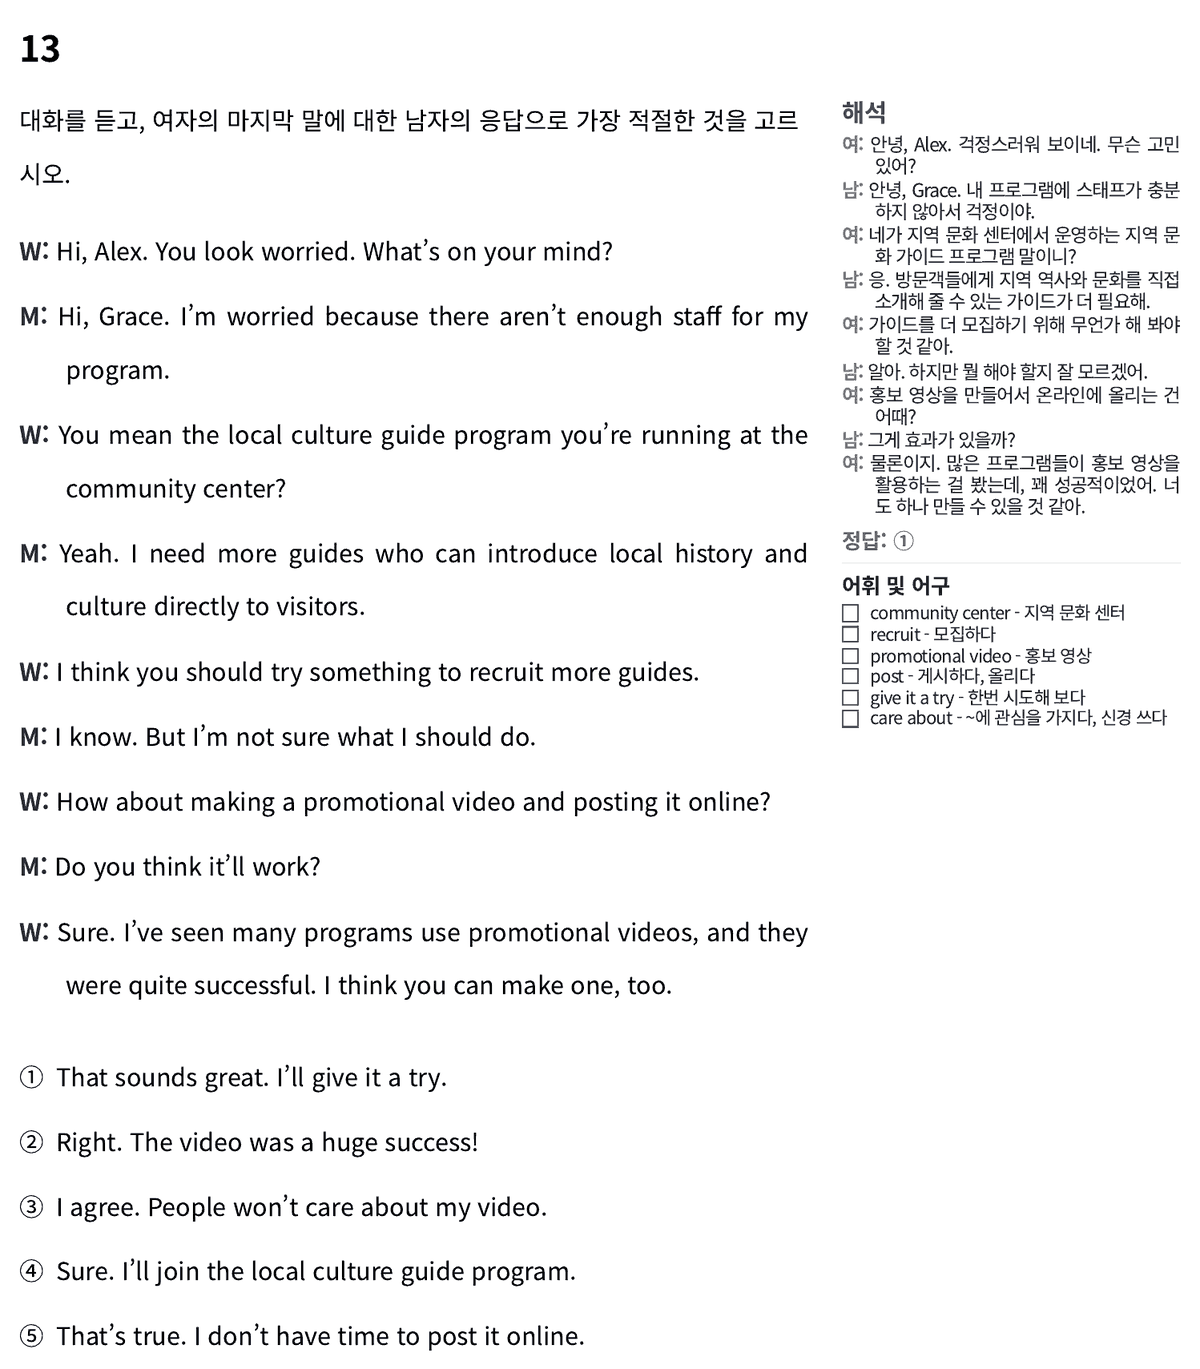 13
대화를 듣고, 여자의 마지막 말에 대한 남자의 응답으로 가장 적절한 것을 고르
시오.
W: Hi, Alex. You look worried. What's on your mind?
M: Hi, Grace. I'm worried because there aren't enough staff for my
program.
W: You mean the local culture guide program you're running at the
community center?
M: Yeah. I need more guides who can introduce local history and
culture directly to visitors.
W: I think you should try something to recruit more guides.
M: I know. But I'm not sure what I should do.
W: How about making a promotional video and posting it online?
M: Do you think it'll work?
W: Sure. I've seen many programs use promotional videos, and they
were quite successful. I think you can make one, too.
① That sounds great. I'll give it a try.
② Right. The video was a huge success!
③ I agree. People won't care about my video.
④ Sure. I'll join the local culture guide program.
⑤ That's true. I don't have time to post it online.
해석
여: 안녕, Alex. 걱정스러워 보이네. 무슨 고민
있어?
남: 안녕, Grace. 내 프로그램에 스태프가 충분
하지 않아서 걱정이야.
여: 네가 지역 문화 센터에서 운영하는 지역 문
화 가이드 프로그램 말이니?
남: 응. 방문객들에게 지역 역사와 문화를 직접
소개해 줄 수 있는 가이드가 더 필요해.
여: 가이드를 더 모집하기 위해 무언가 해 봐야
할 것 같아.
남: 알아. 하지만 뭘 해야 할지 잘 모르겠어.
여: 홍보 영상을 만들어서 온라인에 올리는 건
어때?
남: 그게 효과가 있을까?
여: 물론이지. 많은 프로그램들이 홍보 영상을
활용하는 걸 봤는데, 꽤 성공적이었어. 너
도 하나 만들 수 있을 것 같아.
정답: ①
어휘 및 어구
□ community center - 지역 문화 센터
□ recruit - 모집하다
□ promotional video - 홍보 영상
□ post - 게시하다, 올리다
□ give it a try - 한번 시도해 보다
□ care about - ~에 관심을 가지다, 신경 쓰다